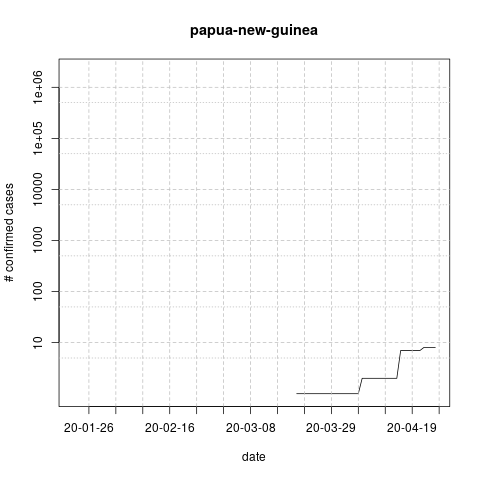 papua-new-guinea
# confirmed cases
1e+06
1e+05
10000
1000
100
10
20-01-26 20-02-16 20-03-08 20-03-29 20-04-19
date